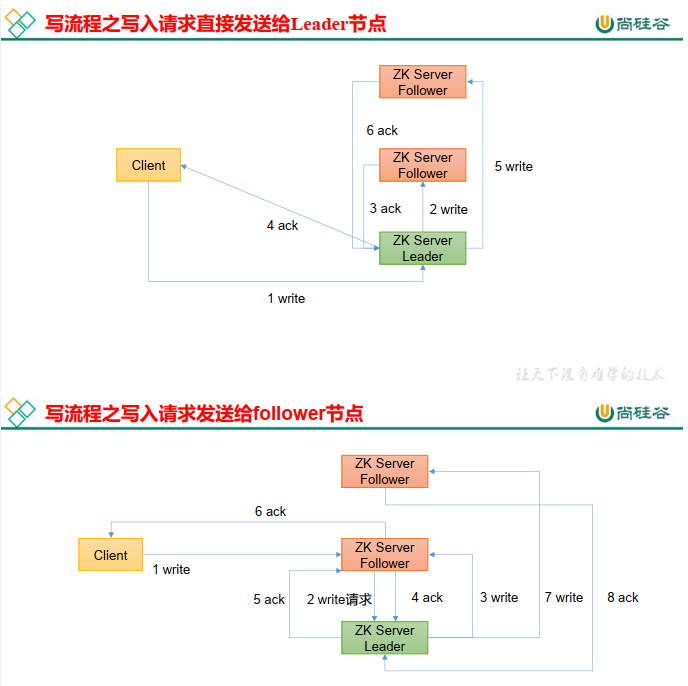 写流程之写入请求直接发送给Leader节点
尚硅谷
ZK Server
Follower
6 ack
Client
ZK Server
Follower
5 write
3 ack
2 write
4 ack
ZK Server
Leader
1 write
让天下没有难学的技术
写流程之写入请求发送给follower节点
尚硅谷
ZK Server
Follower
6 ack
Client
ZK Server
Follower
1 write
5 ack
2 write请求
4 ack
3 write
7 write
8 ack
ZK Server
Leader